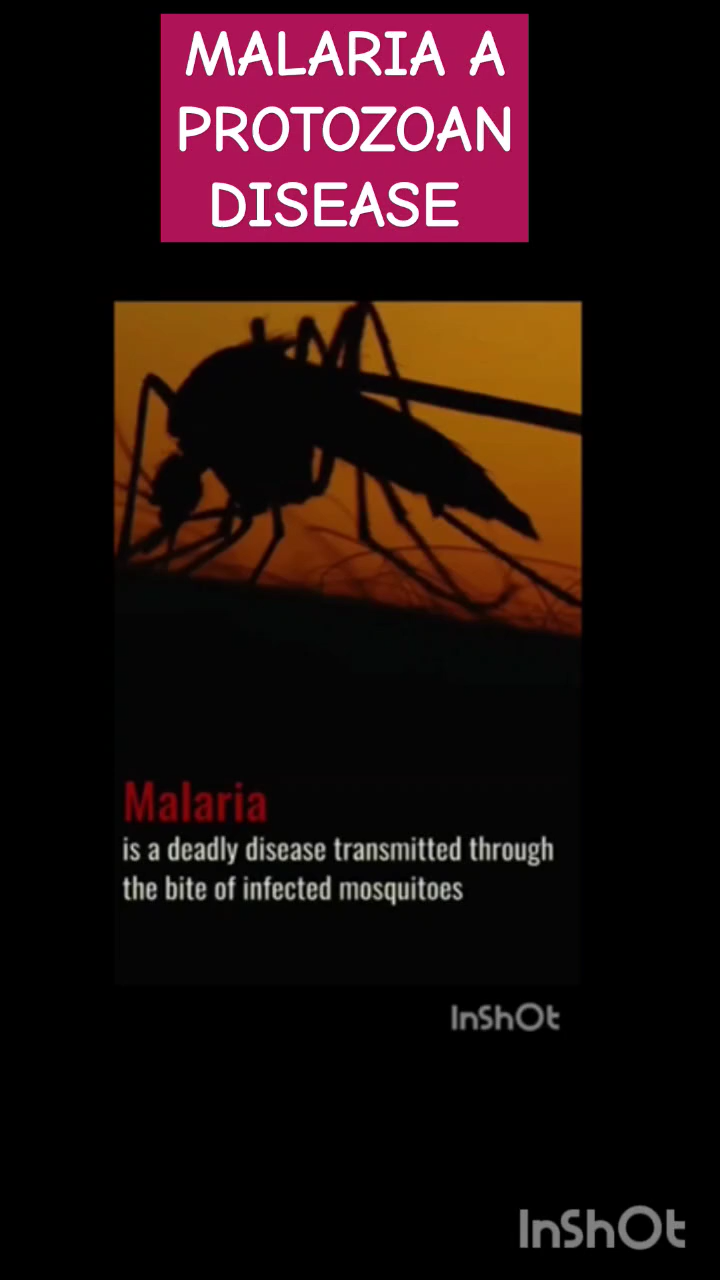 MALARIA A
PROTOZOAN
DISEASE
Malaria
is a deadly disease transmitted through
the bite of infected mosquitoes
InShOt
InShOt